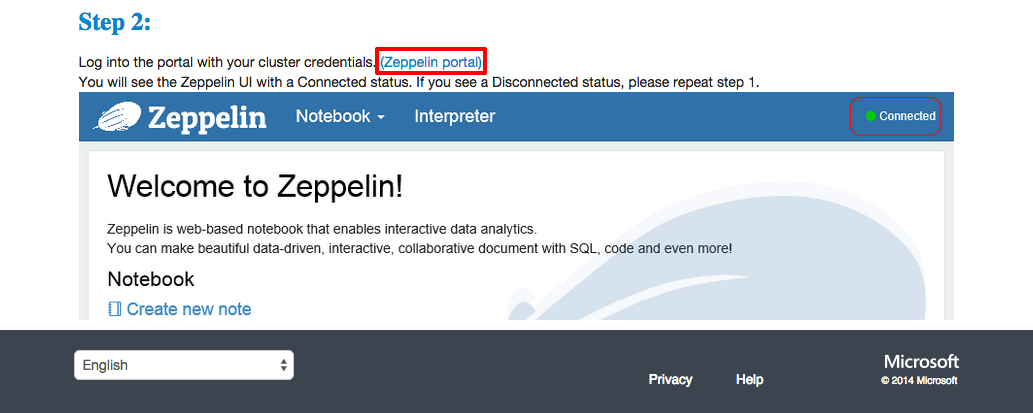 Step 2:
Log into the portal with your cluster credentials. (Zeppelin portal)
You will see the Zeppelin UI with a Connected status. If you see a Disconnected status, please repeat step 1.
Zeppelin Notebook Interpreter Connected
Welcome to Zeppelin!
Zeppelin is web-based notebook that enables interactive data analytics.
You can make beautiful data-driven, interactive, collaborative document with SQL, code and even more!
Notebook
Create new note
English
Privacy Help
Microsoft
© 2014 Microsoft